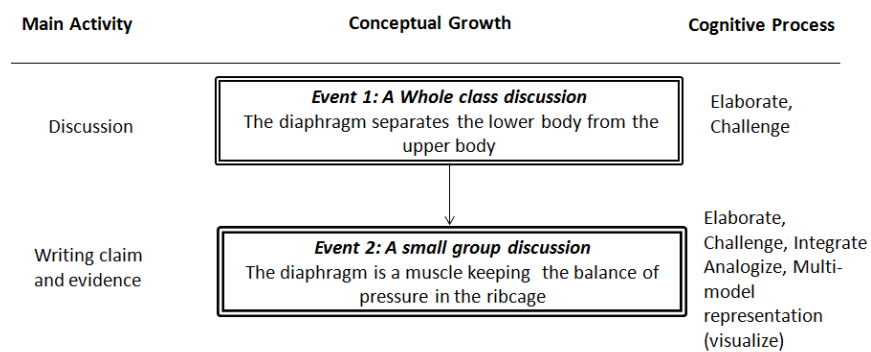 Main Activity
Conceptual Growth
Cognitive Process
Discussion
Event 1: A Whole class discussion
The diaphragm separates the lower body from the
upper body
Elaborate,
Challenge
Writing claim
and evidence
Event 2: A small group discussion
The diaphragm is a muscle keeping  the balance of
pressure in the ribcage
Elaborate,
Challenge, Integrate
Analogize, Multi-
model
representation
(visualize)